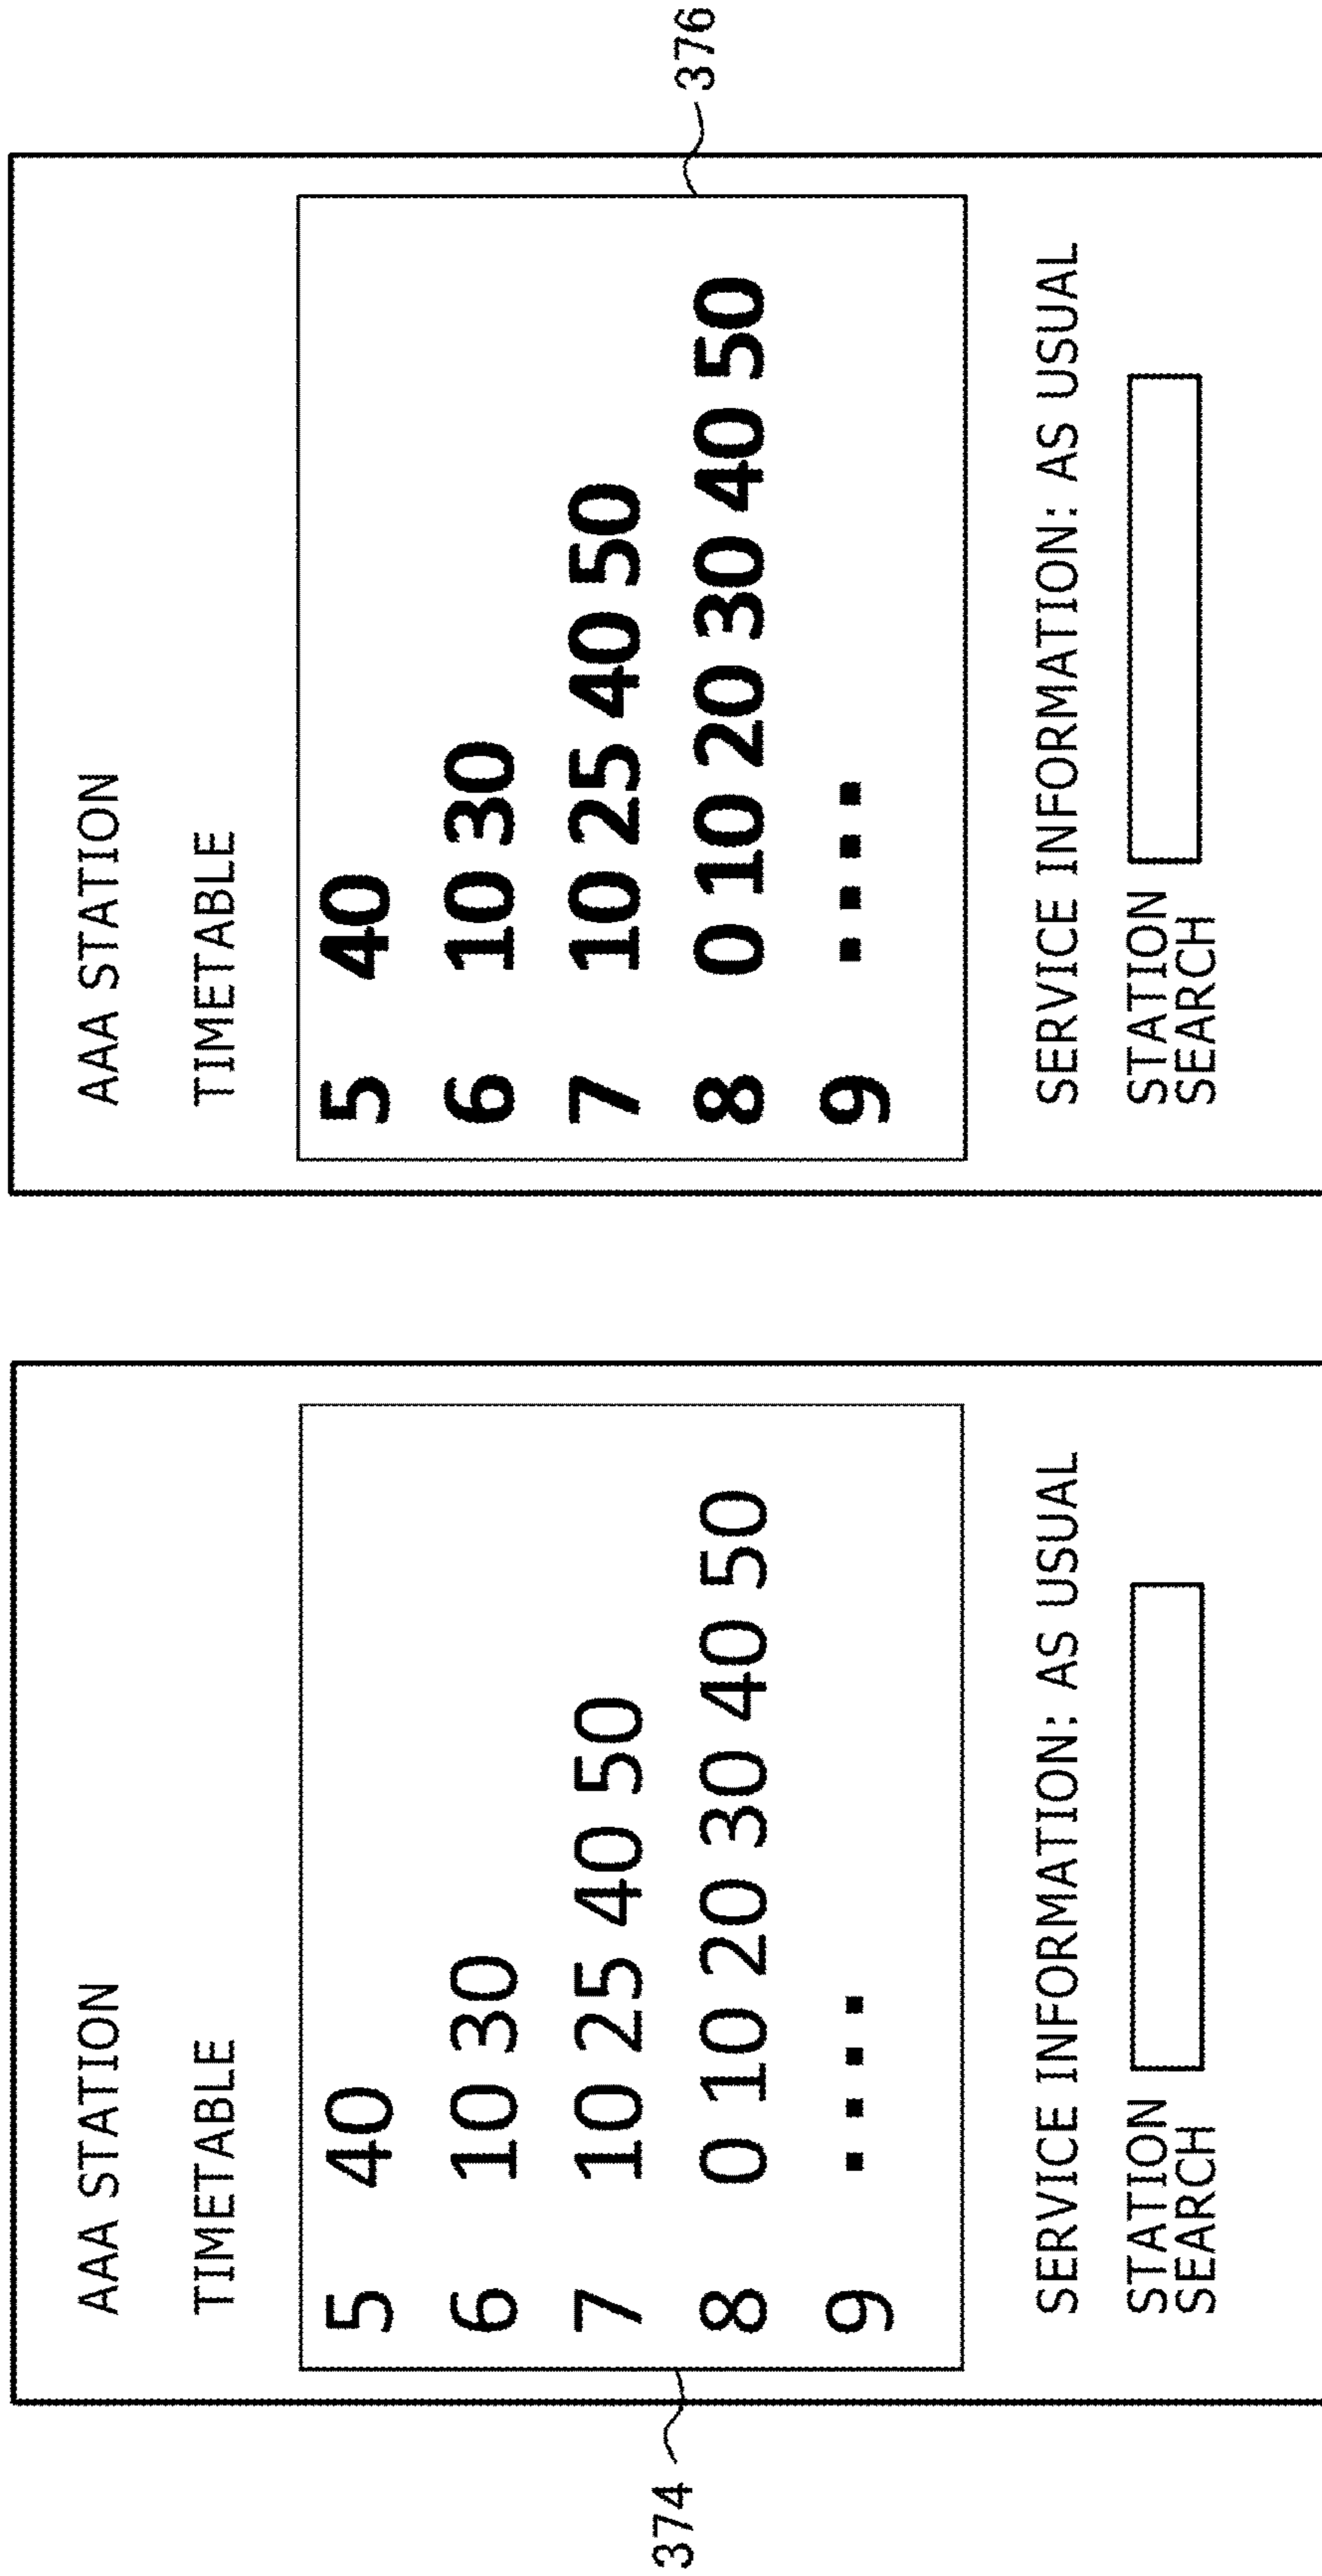 AAA STATION
TIMETABLE
5 40
6 10 30
7 10 25 40 50
8 0 10 20 30 40 50
9 ....
SERVICE INFORMATION: AS USUAL
STATION
SEARCH
374
AAA STATION
TIMETABLE
5 40
6 10 30
7 10 25 40 50
8 0 10 20 30 40 50
9 ....
SERVICE INFORMATION: AS USUAL
STATION
SEARCH
376